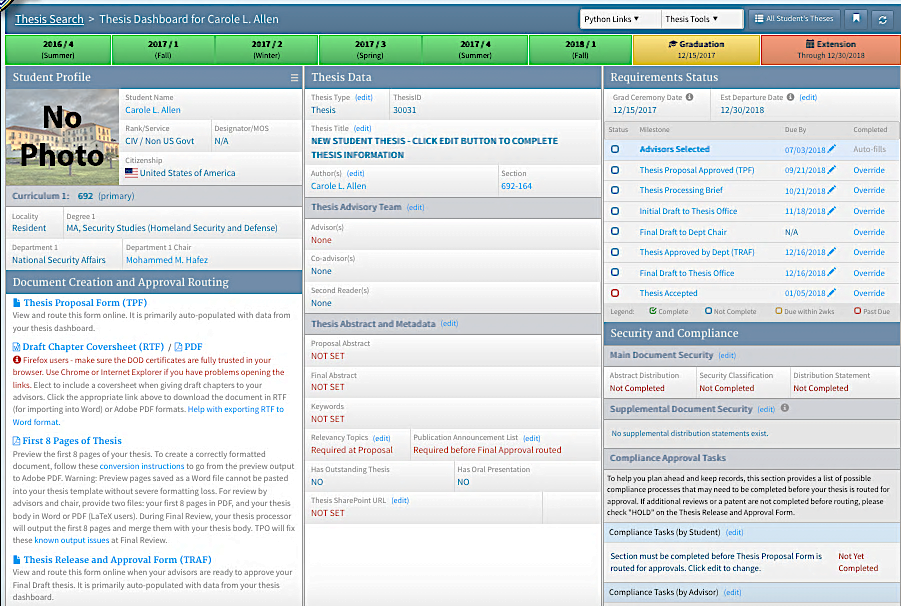 Thesis Search > Thesis Dashboard for Carole L. Allen
Python Links ▾
Thesis Tools ▾
All Student's Theses
2016 / 4
(Summer)
2017 / 1
(Fall)
2017 / 2
(Winter)
2017 / 3
(Spring)
2017 / 4
(Summer)
2018 / 1
(Fall)
Graduation
12/15/2017
Extension
Through 12/30/2018
Student Profile
No
Photo
Student Name
Carole L. Allen
Rank/Service
CIV / Non US Govt
Designator/MOS
N/A
Citizenship
United States of America
Curriculum 1: 692 (primary)
Locality
Resident
Degree 1
MA, Security Studies (Homeland Security and Defense)
Department 1
National Security Affairs
Department 1 Chair
Mohammed M. Hafez
Document Creation and Approval Routing
Thesis Proposal Form (TPF)
View and route this form online. It is primarily auto-populated with data from
your thesis dashboard.
Draft Chapter Coversheet (RTF) / PDF
Firefox users - make sure the DOD certificates are fully trusted in your
browser. Use Chrome or Internet Explorer if you have problems opening the
links. Elect to include a coversheet when giving draft chapters to your
advisors. Click the appropriate link above to download the document in RTF
(for importing into Word) or Adobe PDF formats. Help with exporting RTF to
Word format.
First 8 Pages of Thesis
Preview the first 8 pages of your thesis. To create a correctly formatted
document, follow these conversion instructions to go from the preview output
to Adobe PDF. Warning: Preview pages saved as a Word file cannot be pasted
into your thesis template without severe formatting loss. For review by
advisors and chair, provide two files: your first 8 pages in PDF, and your thesis
body in Word or PDF (LaTeX users). During Final Review, your thesis processor
will output the first 8 pages and merge them with your thesis body. TPO will fix
these known output issues at Final Review.
Thesis Release and Approval Form (TRAF)
View and route this form online when your advisors are ready to approve your
Final Draft thesis. It is primarily auto-populated with data from your thesis
dashboard.
Thesis Data
Thesis Type (edit)
Thesis
ThesisID
30031
Thesis Title (edit)
NEW STUDENT THESIS - CLICK EDIT BUTTON TO COMPLETE
THESIS INFORMATION
Author(s) (edit)
Carole L. Allen
Section
692-164
Thesis Advisory Team (edit)
Advisor(s)
None
Co-advisor(s)
None
Second Reader(s)
None
Thesis Abstract and Metadata (edit)
Proposal Abstract
NOT SET
Final Abstract
NOT SET
Keywords
NOT SET
Relevancy Topics (edit)
Required at Proposal
Publication Announcement List (edit)
Required before Final Approval routed
Has Outstanding Thesis
NO
Has Oral Presentation
NO
Thesis SharePoint URL (edit)
NOT SET
Requirements Status
Grad Ceremony Date
12/15/2017
Est Departure Date (edit)
12/30/2018
Status Milestone Due By Completed
Advisors Selected 07/03/2018 Auto-fills
Thesis Proposal Approved (TPF) 09/21/2018 Override
Thesis Processing Brief 10/21/2018 Override
Initial Draft to Thesis Office 11/18/2018 Override
Final Draft to Dept Chair N/A Override
Thesis Approved by Dept (TRAF) 12/16/2018 Override
Final Draft to Thesis Office 12/16/2018 Override
Thesis Accepted 01/05/2018 Override
Legend: Complete Not Complete Due within 2wks Past Due
Security and Compliance
Main Document Security (edit)
Abstract Distribution
Not Completed
Security Classification
Not Completed
Distribution Statement
Not Completed
Supplemental Document Security (edit)
No supplemental distribution statements exist.
Compliance Approval Tasks
To help you plan ahead and keep records, this section provides a list of possible
compliance processes that may need to be completed before your thesis is routed for
approval. If additional reviews or a patent are not completed before routing, please
check "HOLD" on the Thesis Release and Approval Form.
Compliance Tasks (by Student) (edit)
Section must be completed before Thesis Proposal Form is
routed for approvals. Click edit to change.
Not Yet
Completed
Compliance Tasks (by Advisor) (edit)